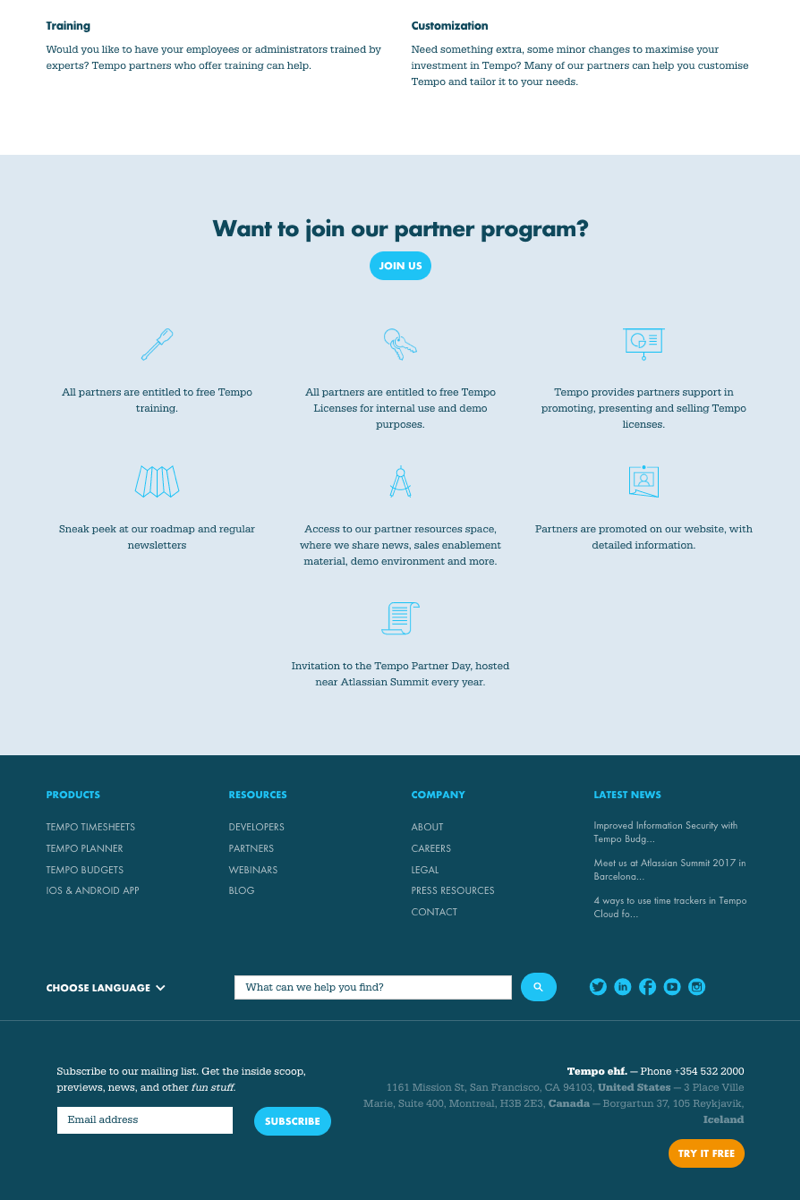 Training
Would you like to have your employees or administrators trained by
experts? Tempo partners who offer training can help.
Customization
Need something extra, some minor changes to maximise your
investment in Tempo? Many of our partners can help you customise
Tempo and tailor it to your needs.
Want to join our partner program?
JOIN US
All partners are entitled to free Tempo
training.
All partners are entitled to free Tempo
Licenses for internal use and demo
purposes.
Tempo provides partners support in
promoting, presenting and selling Tempo
licenses.
Sneak peek at our roadmap and regular
newsletters
Access to our partner resources space,
where we share news, sales enablement
material, demo environment and more.
Partners are promoted on our website, with
detailed information.
Invitation to the Tempo Partner Day, hosted
near Atlassian Summit every year.
PRODUCTS
TEMPO TIMESHEETS
TEMPO PLANNER
TEMPO BUDGETS
IOS & ANDROID APP
RESOURCES
DEVELOPERS
PARTNERS
WEBINARS
BLOG
COMPANY
ABOUT
CAREERS
LEGAL
PRESS RESOURCES
CONTACT
LATEST NEWS
Improved Information Security with
Tempo Budg...
Meet us at Atlassian Summit 2017 in
Barcelona...
4 ways to use time trackers in Tempo
Cloud fo...
CHOOSE LANGUAGE
What can we help you find?
Subscribe to our mailing list. Get the inside scoop,
previews, news, and other fun stuff.
Email address
SUBSCRIBE
Tempo ehf. — Phone +354 532 2000
1161 Mission St, San Francisco, CA 94103, United States — 3 Place Ville
Marie, Suite 400, Montreal, H3B 2E3, Canada — Borgartun 37, 105 Reykjavik,
Iceland
TRY IT FREE